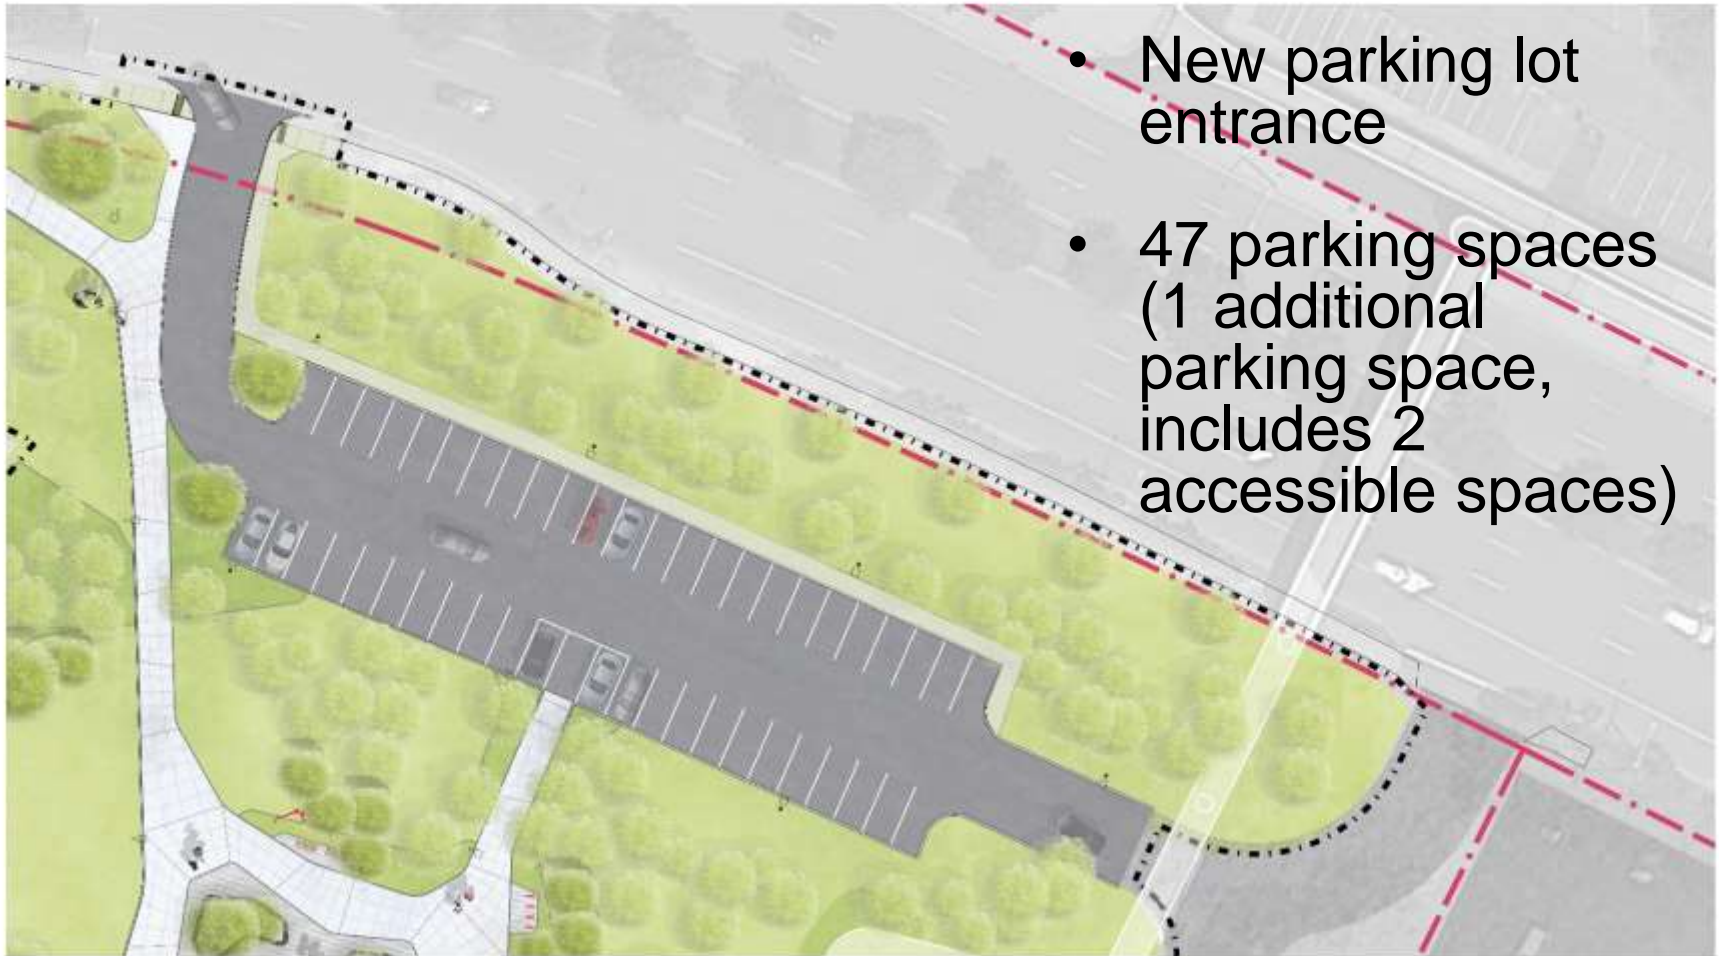 • New parking lot
entrance
• 47 parking spaces
(1 additional
parking space,
includes 2
accessible spaces)